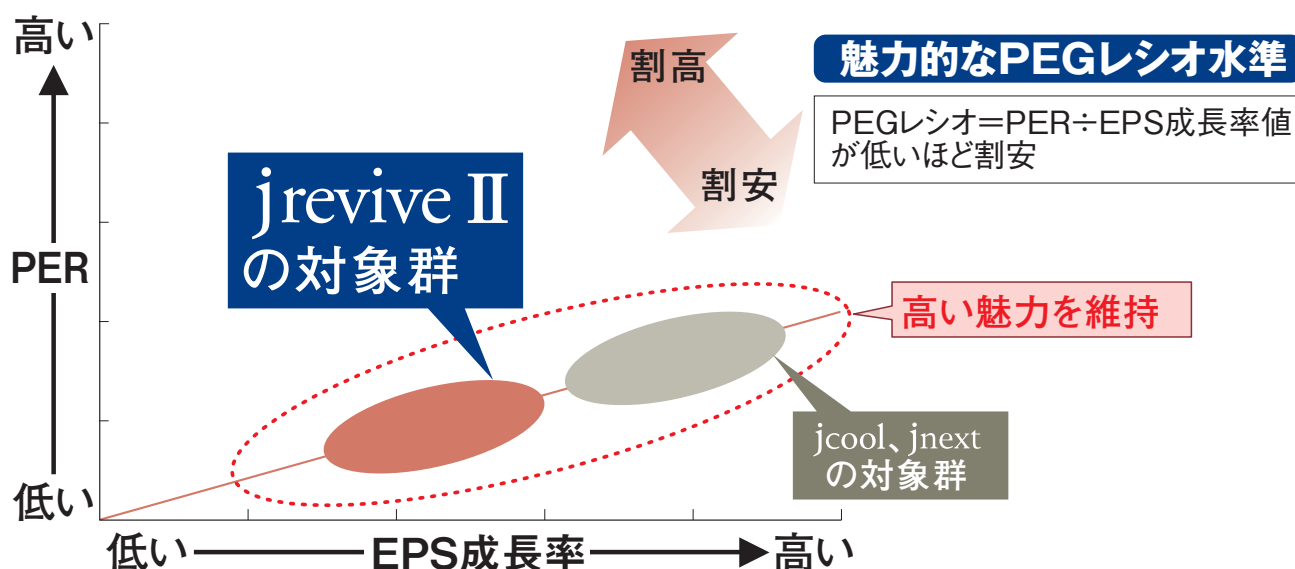 高い
PER
低い
低い
EPS成長率
高い
割高
割安
魅力的なPEGレシオ水準
PEGレシオ＝PER÷EPS成長率値
が低いほど割安
jrevive Ⅱ
の対象群
高い魅力を維持
jcool、jnext
の対象群